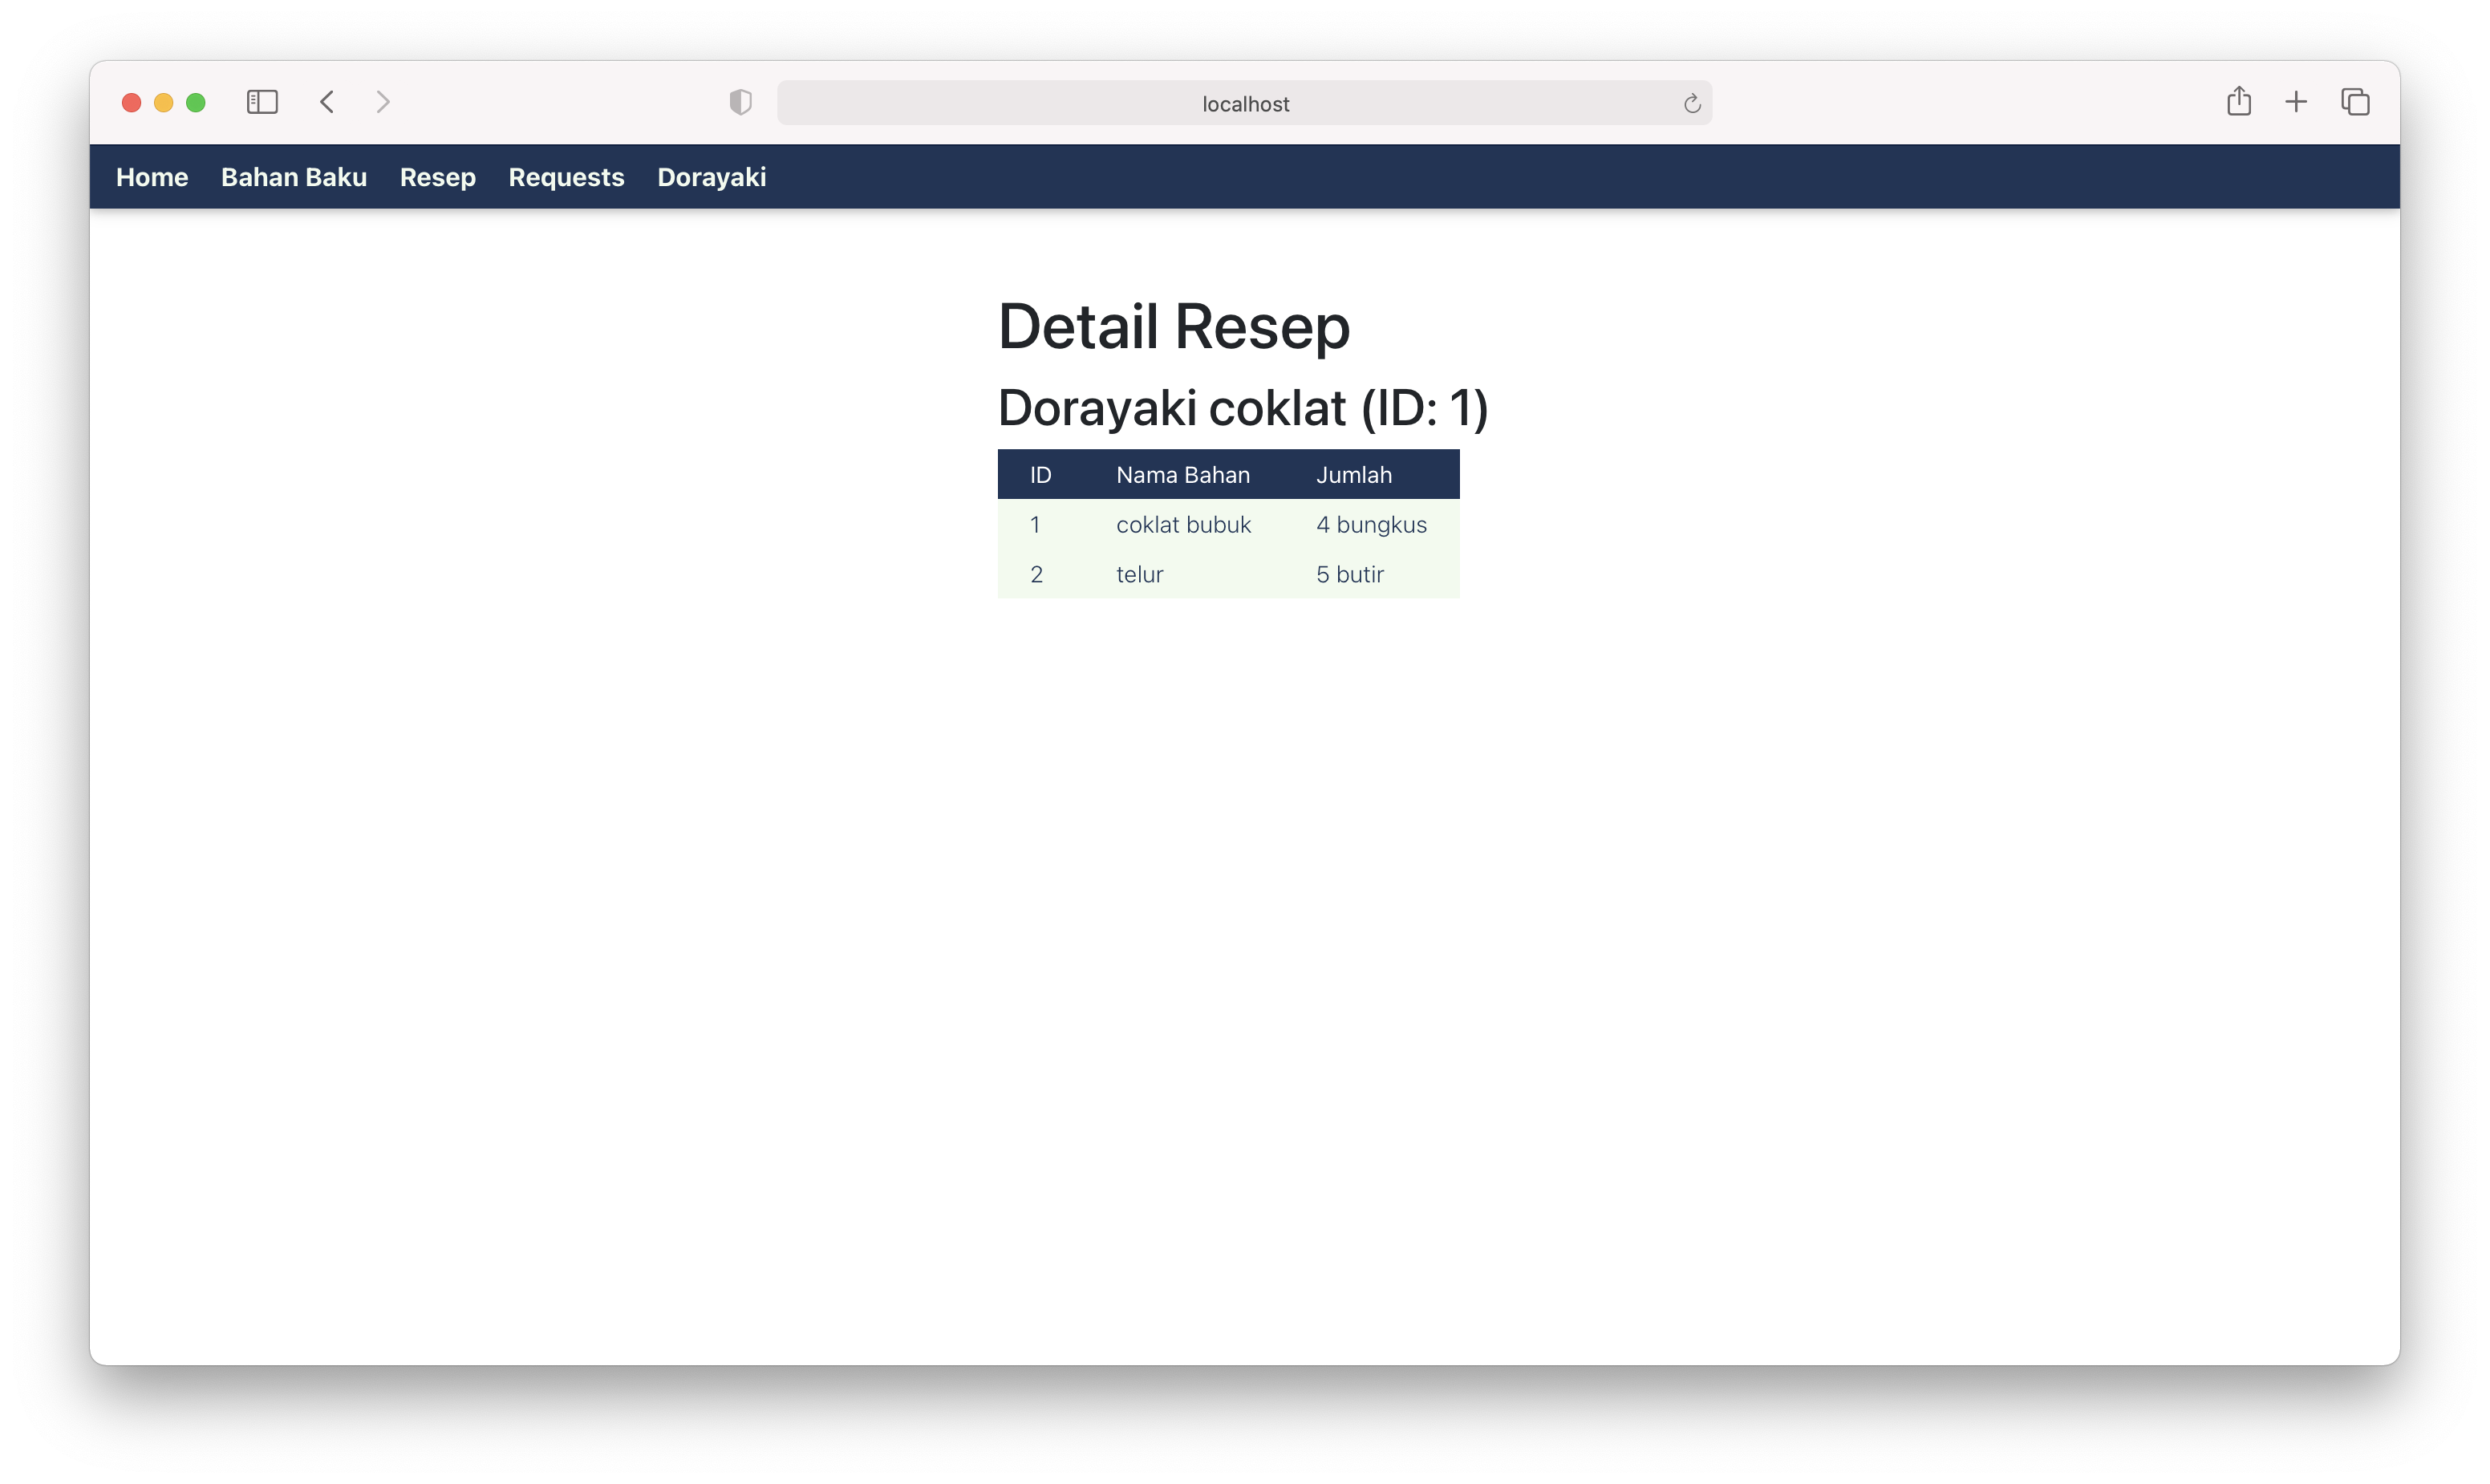 localhost
Home Bahan Baku Resep Requests Dorayaki
Detail Resep
Dorayaki coklat (ID: 1)
ID Nama Bahan Jumlah
1 coklat bubuk 4 bungkus
2 telur 5 butir